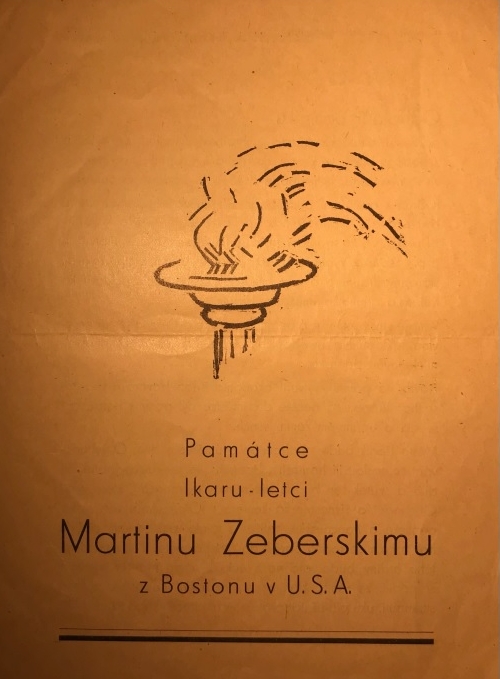 Památce
Ikaru-letci
Martinu Zeberskimu
z Bostonu v U.S.A.